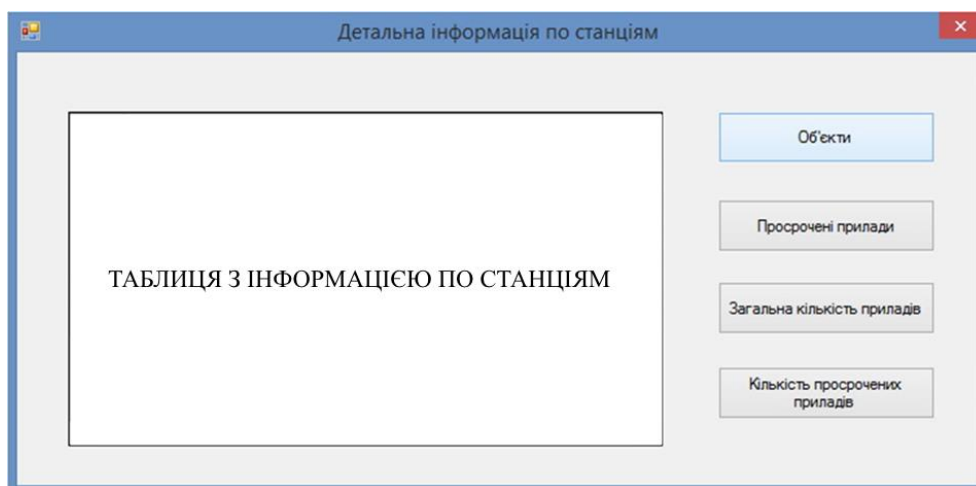 Детальна інформація по станціям
Об'єкти
Просрочені прилади
ТАБЛИЦЯ З ІНФОРМАЦІЄЮ ПО СТАНЦІЯМ
Загальна кількість приладів
Кількість просрочених
приладів